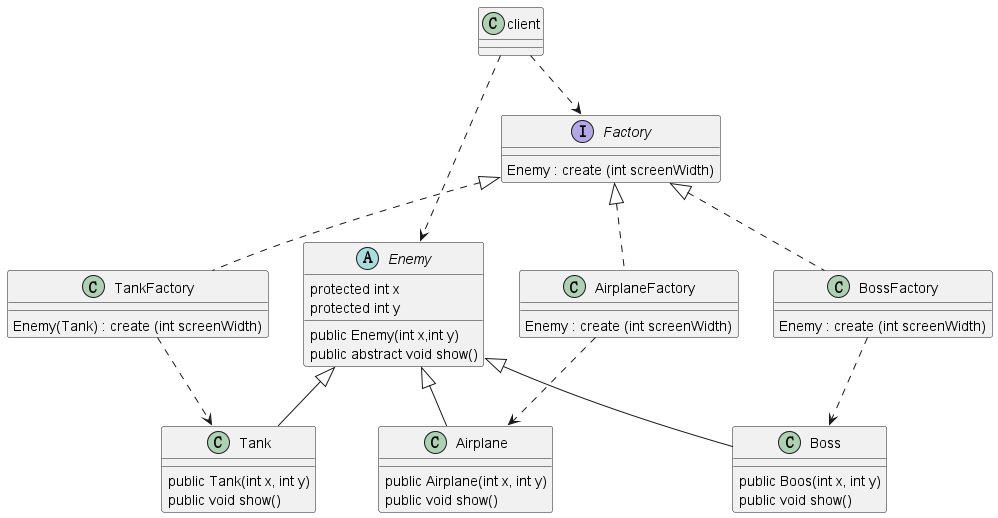 C client
I Factory
Enemy : create (int screenWidth)
C TankFactory
Enemy(Tank) : create (int screenWidth)
A Enemy
protected int x
protected int y
public Enemy(int x,int y)
public abstract void show()
C AirplaneFactory
Enemy : create (int screenWidth)
C BossFactory
Enemy : create (int screenWidth)
C Tank
public Tank(int x, int y)
public void show()
C Airplane
public Airplane(int x, int y)
public void show()
C Boss
public Boos(int x, int y)
public void show()